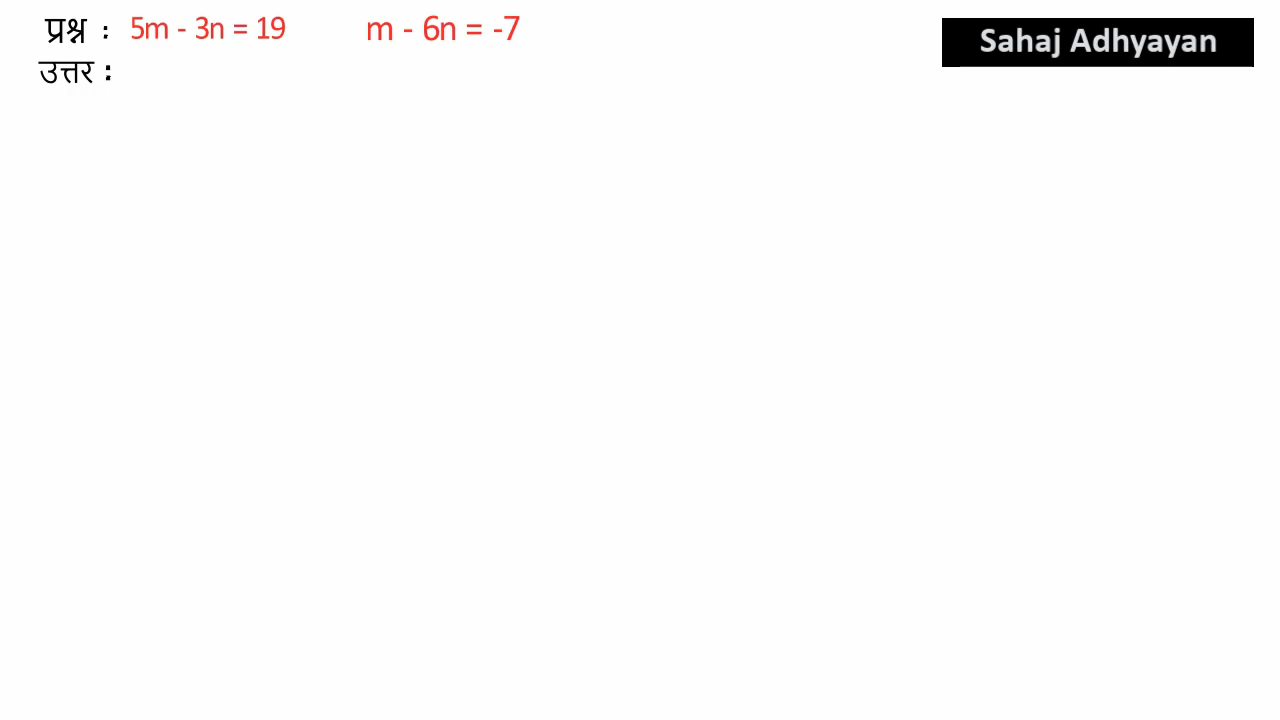 प्रश्न : 5m - 3n = 19 m - 6n = -7
Sahaj Adhyayan
उत्तर :